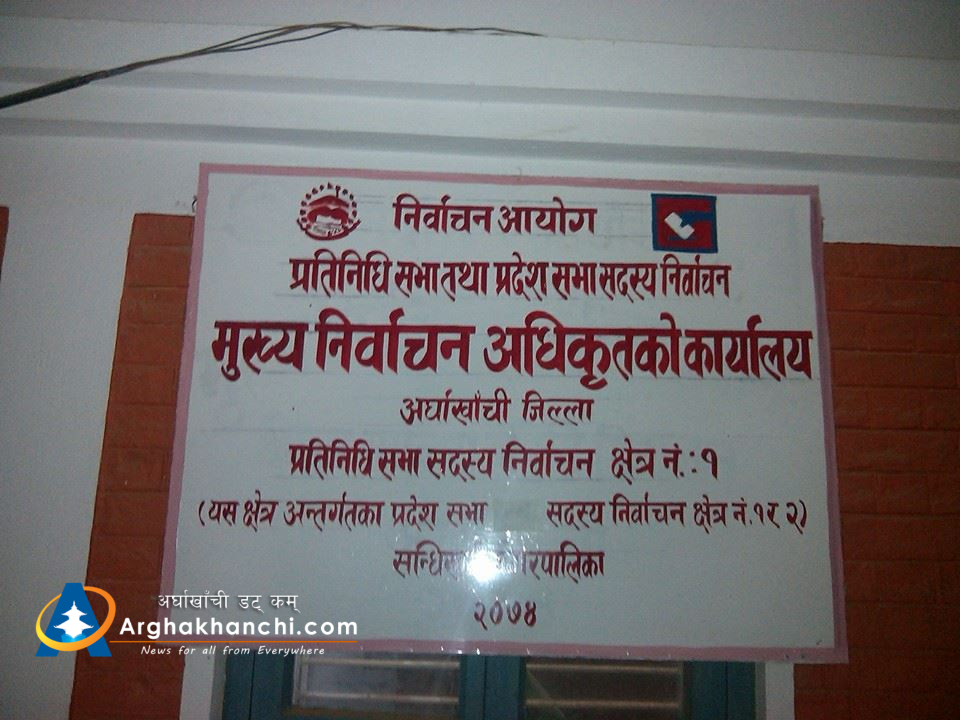 निर्वाचन आयोग
प्रतिनिधि सभा तथा प्रदेश सभा सदस्य निर्वाचन
मुख्य निर्वाचन अधिकृतको कार्यालय
अर्घाखाँची जिल्ला
प्रतिनिधि सभा सदस्य निर्वाचन क्षेत्र नं.: १
(यस क्षेत्र अन्तर्गतका प्रदेश सभा सदस्य निर्वाचन क्षेत्र नं. १ र २)
२०७४
अर्घाखाँची डट् कम्
Arghakhanchi.com
News for all from Everywhere